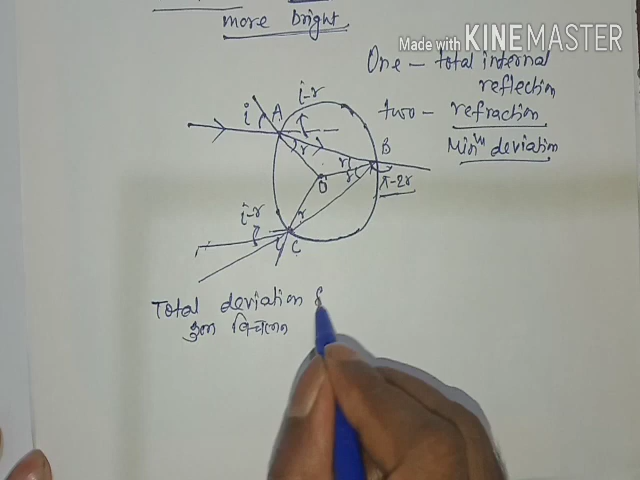 more bright
Made with KINEMASTER
One - total internal
reflection
two - refraction
Minᵐ deviation
i
A
i-r
r
B
r
r
O
π-2r
i-r
r
i
C
Total deviation δ
कुल विचलन